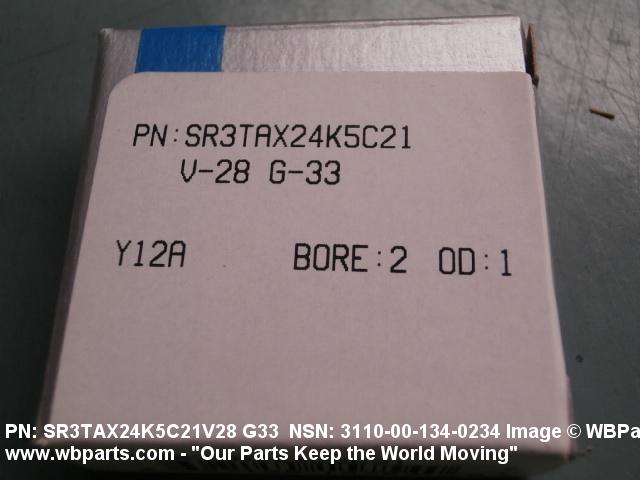 PN:SR3TAX24K5C21
V-28 G-33
Y12A BORE:2 OD:1
PN: SR3TAX24K5C21V28 G33 NSN: 3110-00-134-0234 Image © WBPa
www.wbparts.com - "Our Parts Keep the World Moving"